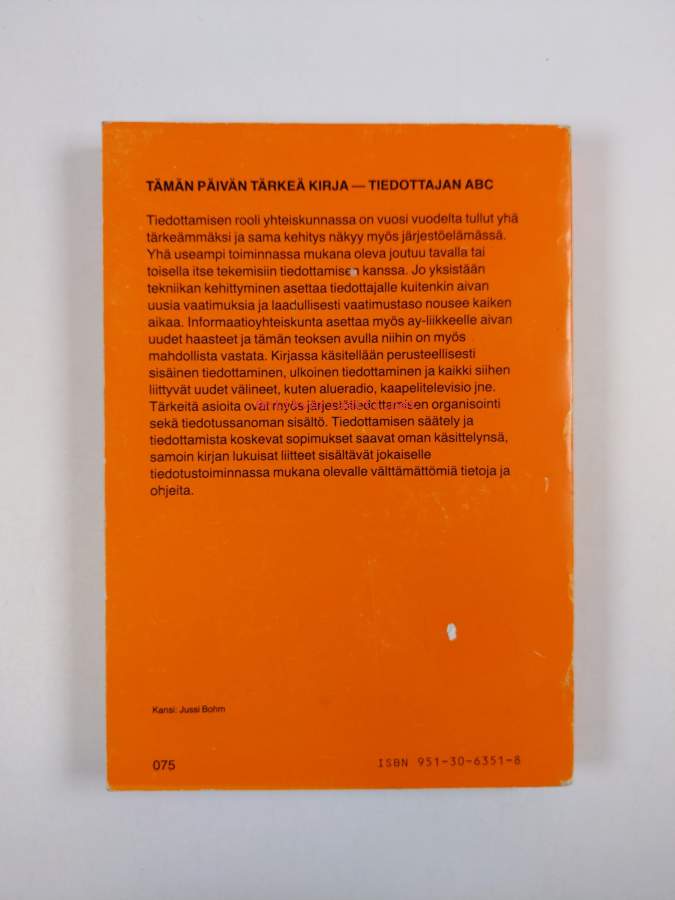 TÄMÄN PÄIVÄN TÄRKEÄ KIRJA — TIEDOTTAJAN ABC
Tiedottamisen rooli yhteiskunnassa on vuosi vuodelta tullut yhä
tärkeämmäksi ja sama kehitys näkyy myös järjestöelämässä.
Yhä useampi toiminnassa mukana oleva joutuu tavalla tai
toisella itse tekemisiin tiedottamisen kanssa. Jo yksistään
tekniikan kehittyminen asettaa tiedottajalle kuitenkin aivan
uusia vaatimuksia ja laadullisesti vaatimustaso nousee kaiken
aikaa. Informaatioyhteiskunta asettaa myös ay-liikkeelle aivan
uudet haasteet ja tämän teoksen avulla niihin on myös
mahdollista vastata. Kirjassa käsitellään perusteellisesti
sisäinen tiedottaminen, ulkoinen tiedottaminen ja kaikki siihen
liittyvät uudet välineet, kuten alueradio, kaapelitelevisio jne.
Tärkeitä asioita ovat myös organisointi
sekä tiedotussanoman sisältö. Tiedottamisen säätely ja
tiedottamista koskevat sopimukset saavat oman käsittelynsä,
samoin kirjan lukuisat liitteet sisältävät jokaiselle
tiedotustoiminnassa mukana olevalle välttämättömiä tietoja ja
ohjeita.
Kansi: Jussi Bohm
075
ISBN 951-30-6351-8